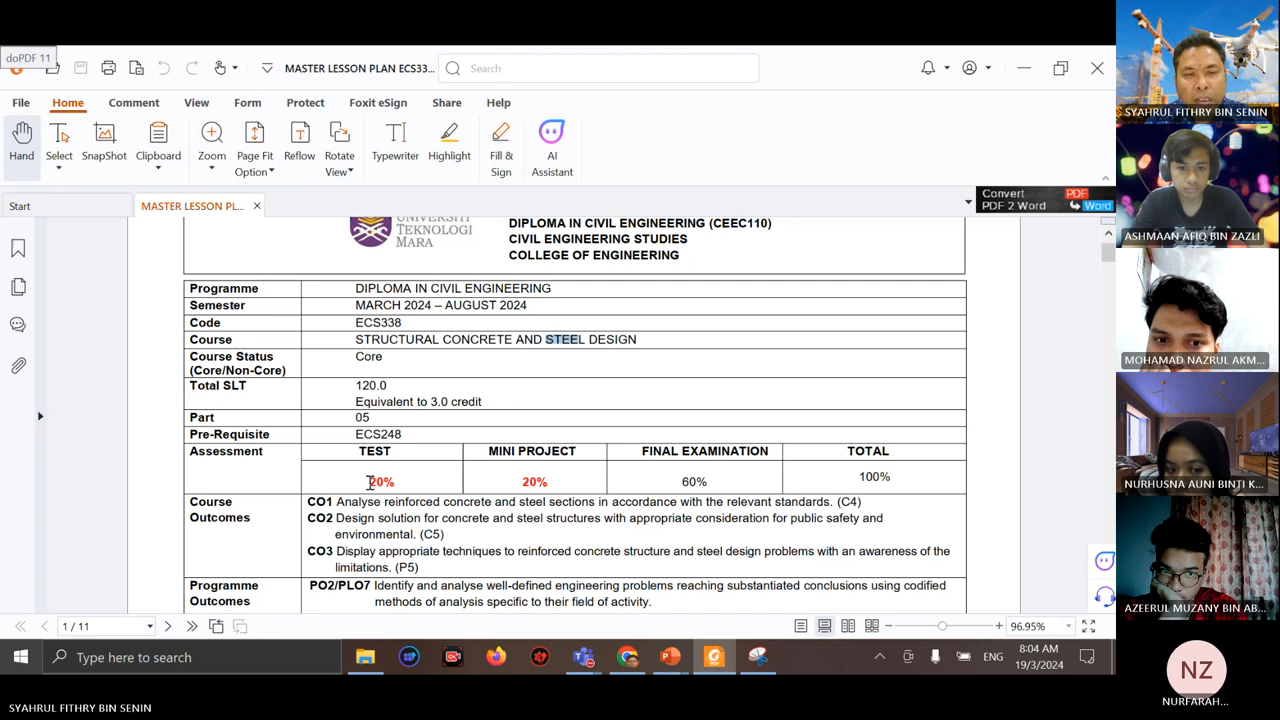 doPDF 11
MASTER LESSON PLAN ECS33...
Search
File
Home
Comment
View
Form
Protect
Foxit eSign
Share
Help
Hand
Select
SnapShot
Clipboard
Zoom
Page Fit Option
Reflow
Rotate View
Typewriter
Highlight
Fill & Sign
AI Assistant
Start
MASTER LESSON PL...
Convert PDF
PDF 2 Word Word
UNIVERSITI
TEKNOLOGI
MARA
DIPLOMA IN CIVIL ENGINEERING (CEEC110)
CIVIL ENGINEERING STUDIES
COLLEGE OF ENGINEERING
Programme DIPLOMA IN CIVIL ENGINEERING
Semester MARCH 2024 – AUGUST 2024
Code ECS338
Course STRUCTURAL CONCRETE AND STEEL DESIGN
Course Status (Core/Non-Core) Core
Total SLT 120.0
Equivalent to 3.0 credit
Part 05
Pre-Requisite ECS248
Assessment TEST MINI PROJECT FINAL EXAMINATION TOTAL
20% 20% 60% 100%
Course Outcomes
CO1 Analyse reinforced concrete and steel sections in accordance with the relevant standards. (C4)
CO2 Design solution for concrete and steel structures with appropriate consideration for public safety and
environmental. (C5)
CO3 Display appropriate techniques to reinforced concrete structure and steel design problems with an awareness of the
limitations. (P5)
Programme Outcomes
PO2/PLO7 Identify and analyse well-defined engineering problems reaching substantiated conclusions using codified
methods of analysis specific to their field of activity.
1 / 11
96.95%
Type here to search
ENG
8:04 AM
19/3/2024
SYAHRUL FITHRY BIN SENIN
SYAHRUL FITHRY BIN SENIN
ASHMAAN AFIQ BIN ZAZLI
MOHAMAD NAZRUL AKM...
NURHUSNA AUNI BINTI K...
AZEERUL MUZANY BIN AB...
NZ
NURFARAH...